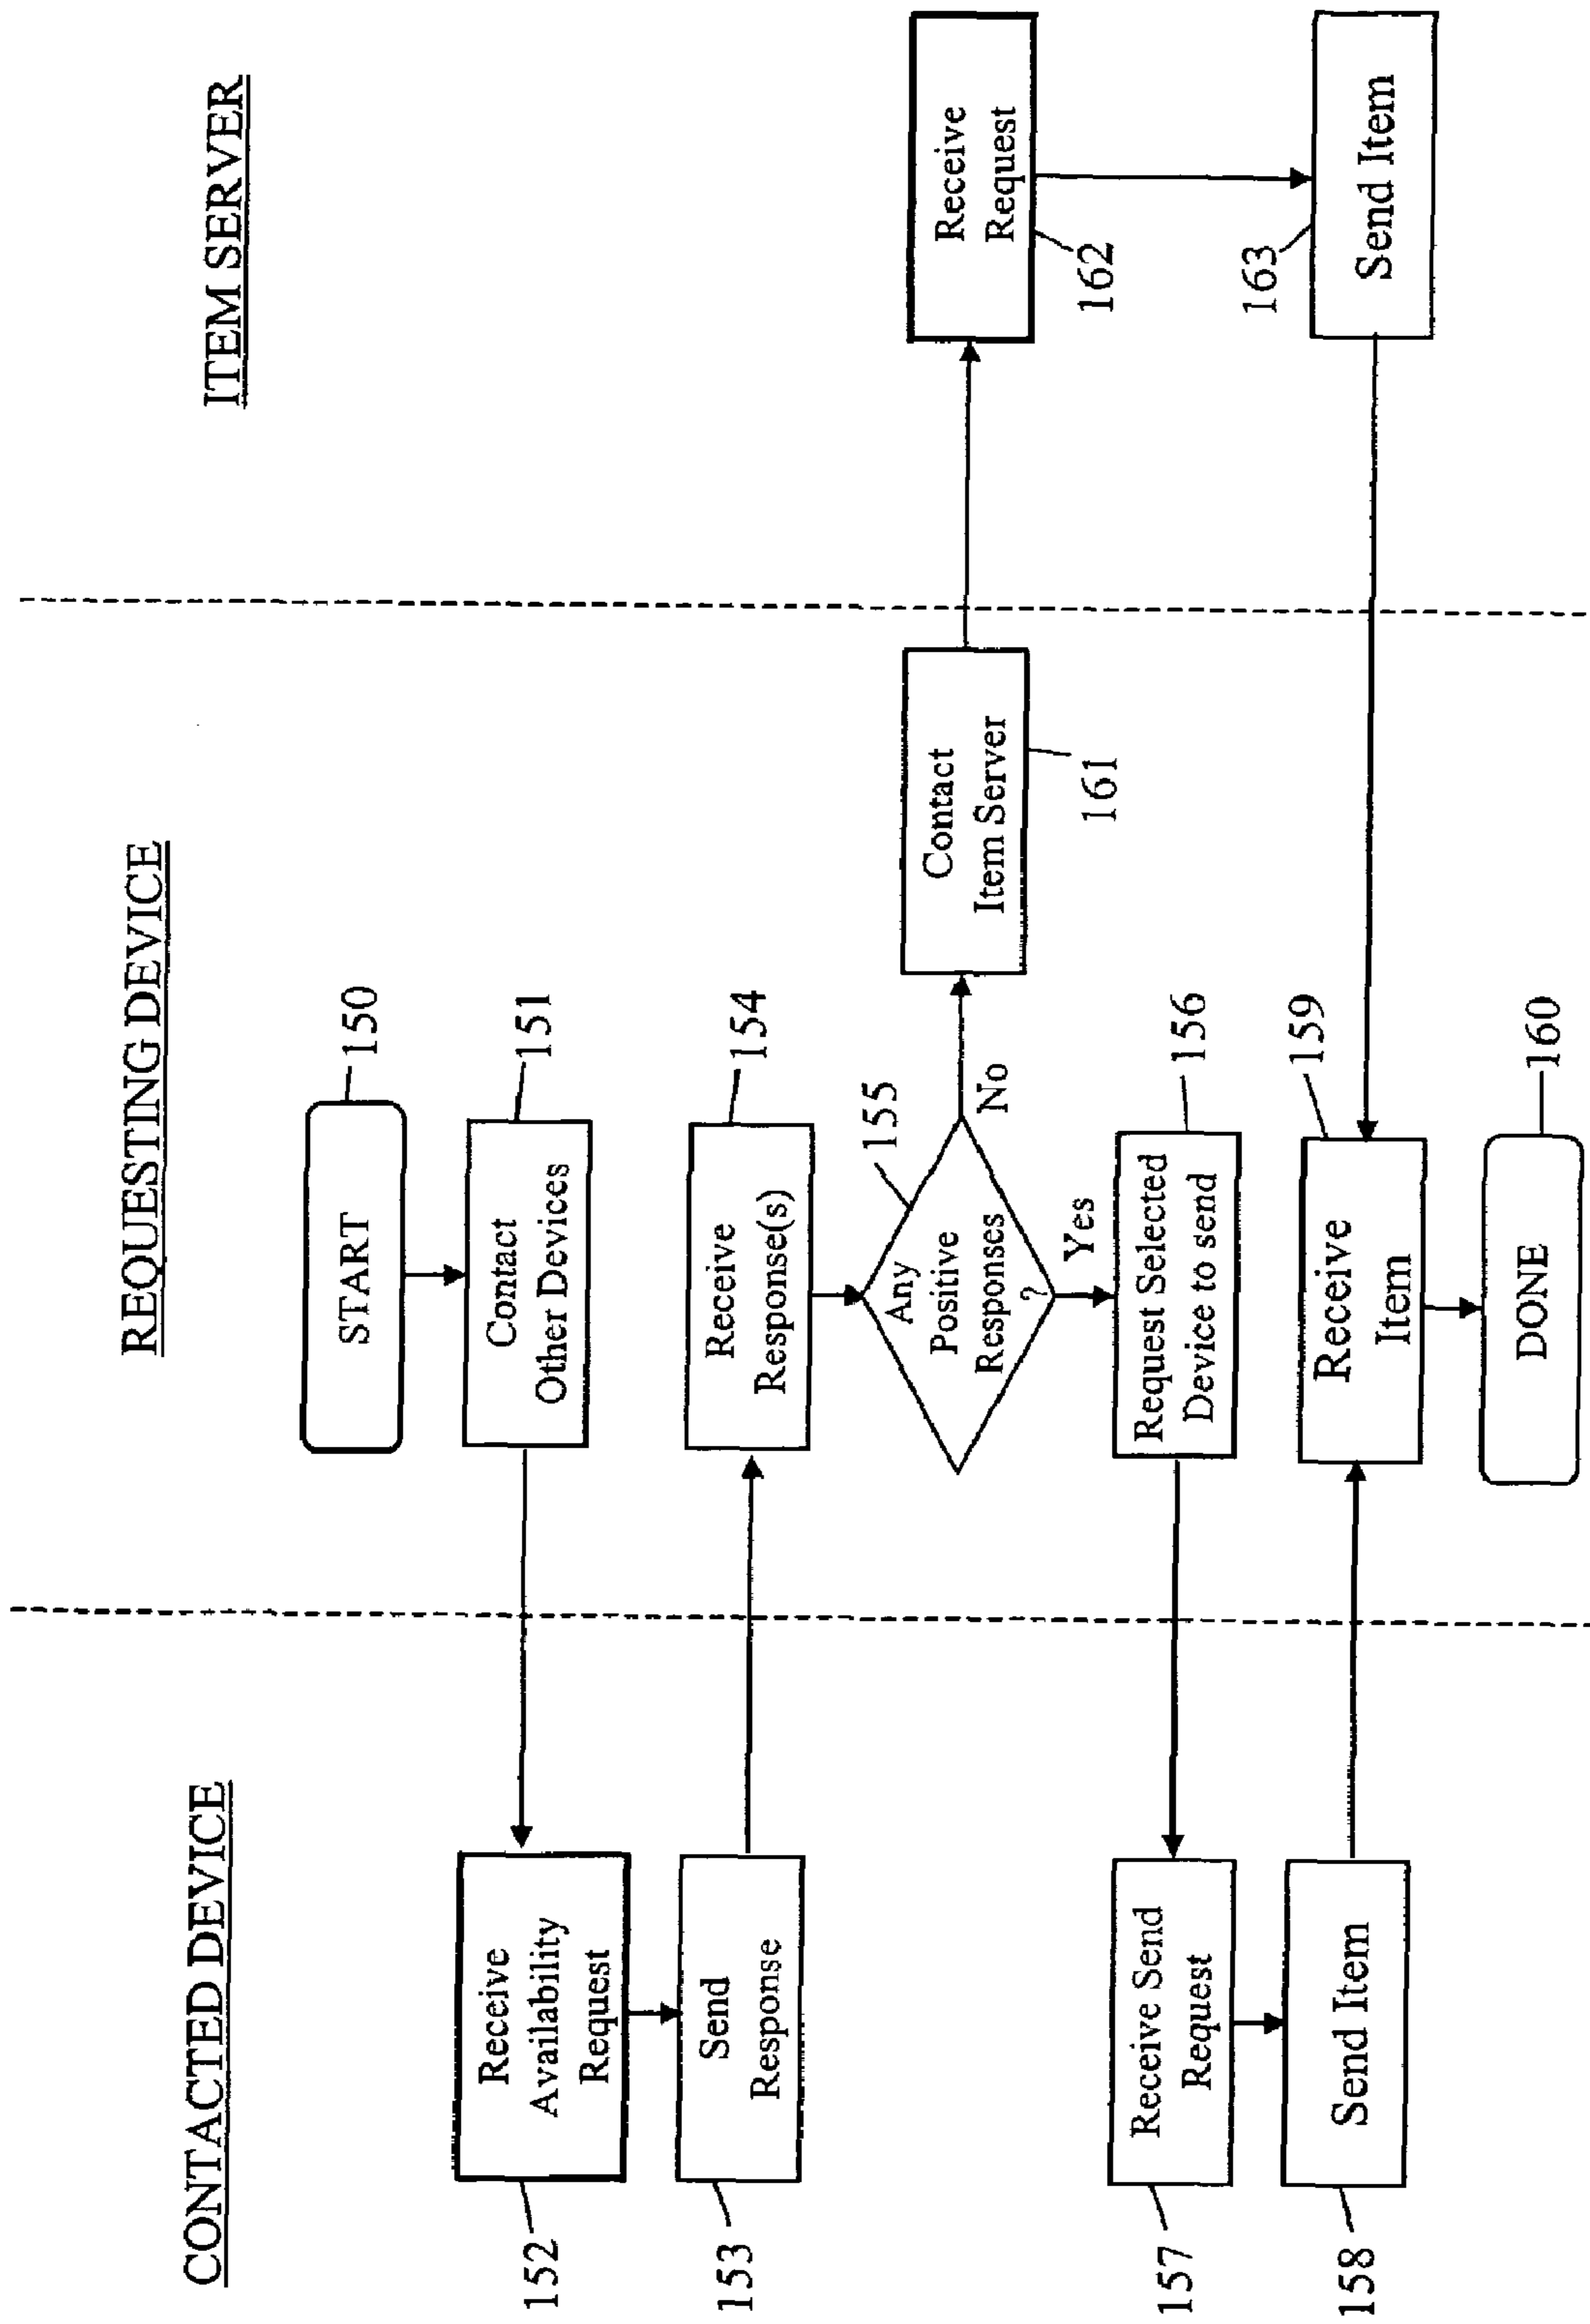 CONTACTED DEVICE
REQUESTING DEVICE
ITEM SERVER
START
150
Contact
Other Devices
151
Receive
Availability
Request
152
Send
Response
153
Receive
Response(s)
154
Any
Positive
Responses
?
155
No
Yes
Contact
Item Server
161
Receive
Request
162
Request Selected
Device to send
156
Receive Send
Request
157
Send Item
158
Send Item
163
Receive
Item
159
DONE
160